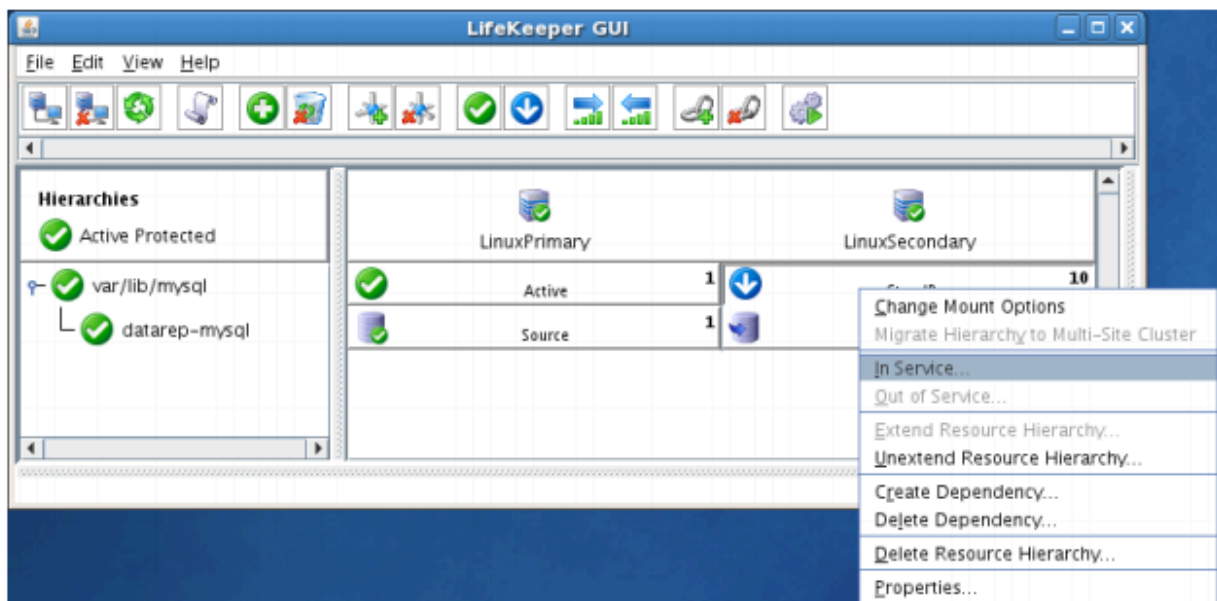 LifeKeeper GUI
File Edit View Help
Hierarchies
Active Protected
LinuxPrimary
LinuxSecondary
var/lib/mysql
Active 1
10
datarep-mysql
Source 1
Change Mount Options
Migrate Hierarchy to Multi-Site Cluster
In Service...
Out of Service...
Extend Resource Hierarchy...
Unextend Resource Hierarchy...
Create Dependency...
Delete Dependency...
Delete Resource Hierarchy...
Properties...